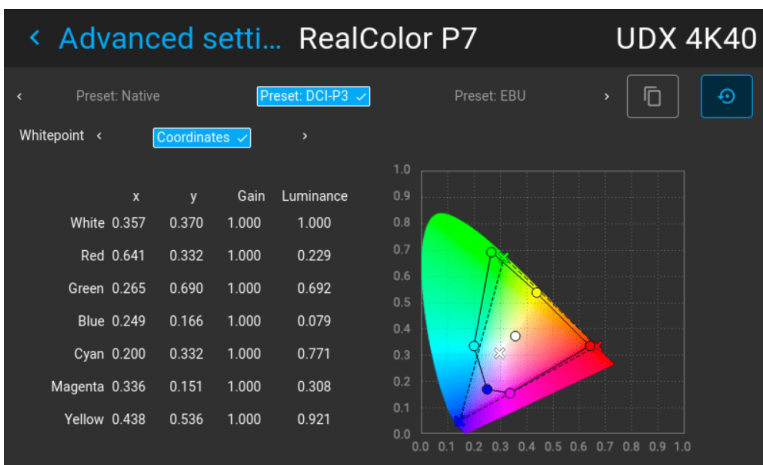 < Advanced setti... RealColor P7 UDX 4K40
< Preset: Native Preset: DCI-P3 ✓ Preset: EBU >
Whitepoint < Coordinates ✓ >
x y Gain Luminance
White 0.357 0.370 1.000 1.000
Red 0.641 0.332 1.000 0.229
Green 0.265 0.690 1.000 0.692
Blue 0.249 0.166 1.000 0.079
Cyan 0.200 0.332 1.000 0.771
Magenta 0.336 0.151 1.000 0.308
Yellow 0.438 0.536 1.000 0.921
1.0
0.9
0.8
0.7
0.6
0.5
0.4
0.3
0.2
0.1
0.0
0.0 0.1 0.2 0.3 0.4 0.5 0.6 0.7 0.8 0.9 1.0